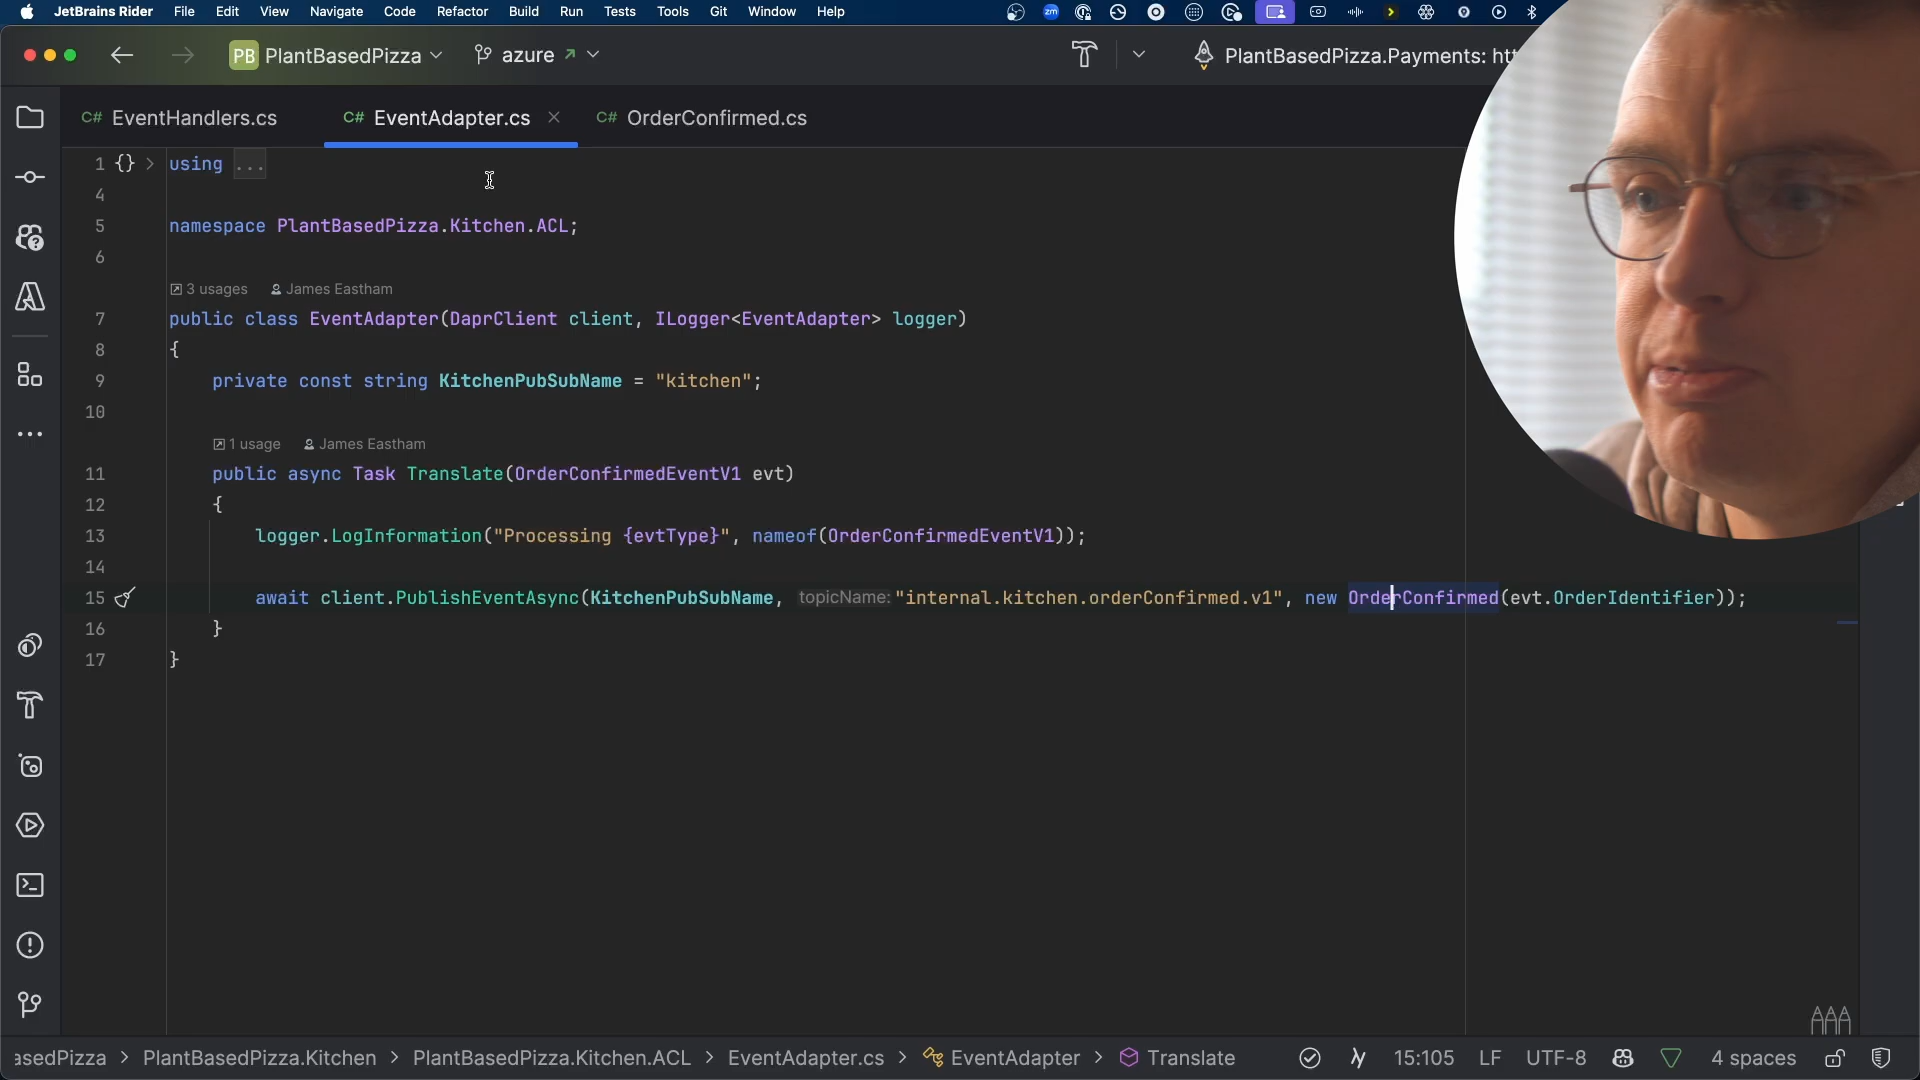 JetBrains Rider File Edit View Navigate Code Refactor Build Run Tests Tools Git Window Help
PB PlantBasedPizza azure PlantBasedPizza.Payments:
C# EventHandlers.cs C# EventAdapter.cs C# OrderConfirmed.cs
1 {} using ...
4
5 namespace PlantBasedPizza.Kitchen.ACL;
6
3 usages James Eastham
7 public class EventAdapter(DaprClient client, ILogger<EventAdapter> logger)
8 {
9 private const string KitchenPubSubName = "kitchen";
10
1 usage James Eastham
11 public async Task Translate(OrderConfirmedEventV1 evt)
12 {
13 logger.LogInformation("Processing {evtType}", nameof(OrderConfirmedEventV1));
14
15 await client.PublishEventAsync(KitchenPubSubName, topicName: "internal.kitchen.orderConfirmed.v1", new OrderConfirmed(evt.OrderIdentifier));
16 }
17 }
asedPizza > PlantBasedPizza.Kitchen > PlantBasedPizza.Kitchen.ACL > EventAdapter.cs > EventAdapter > Translate 15:105 LF UTF-8 4 spaces